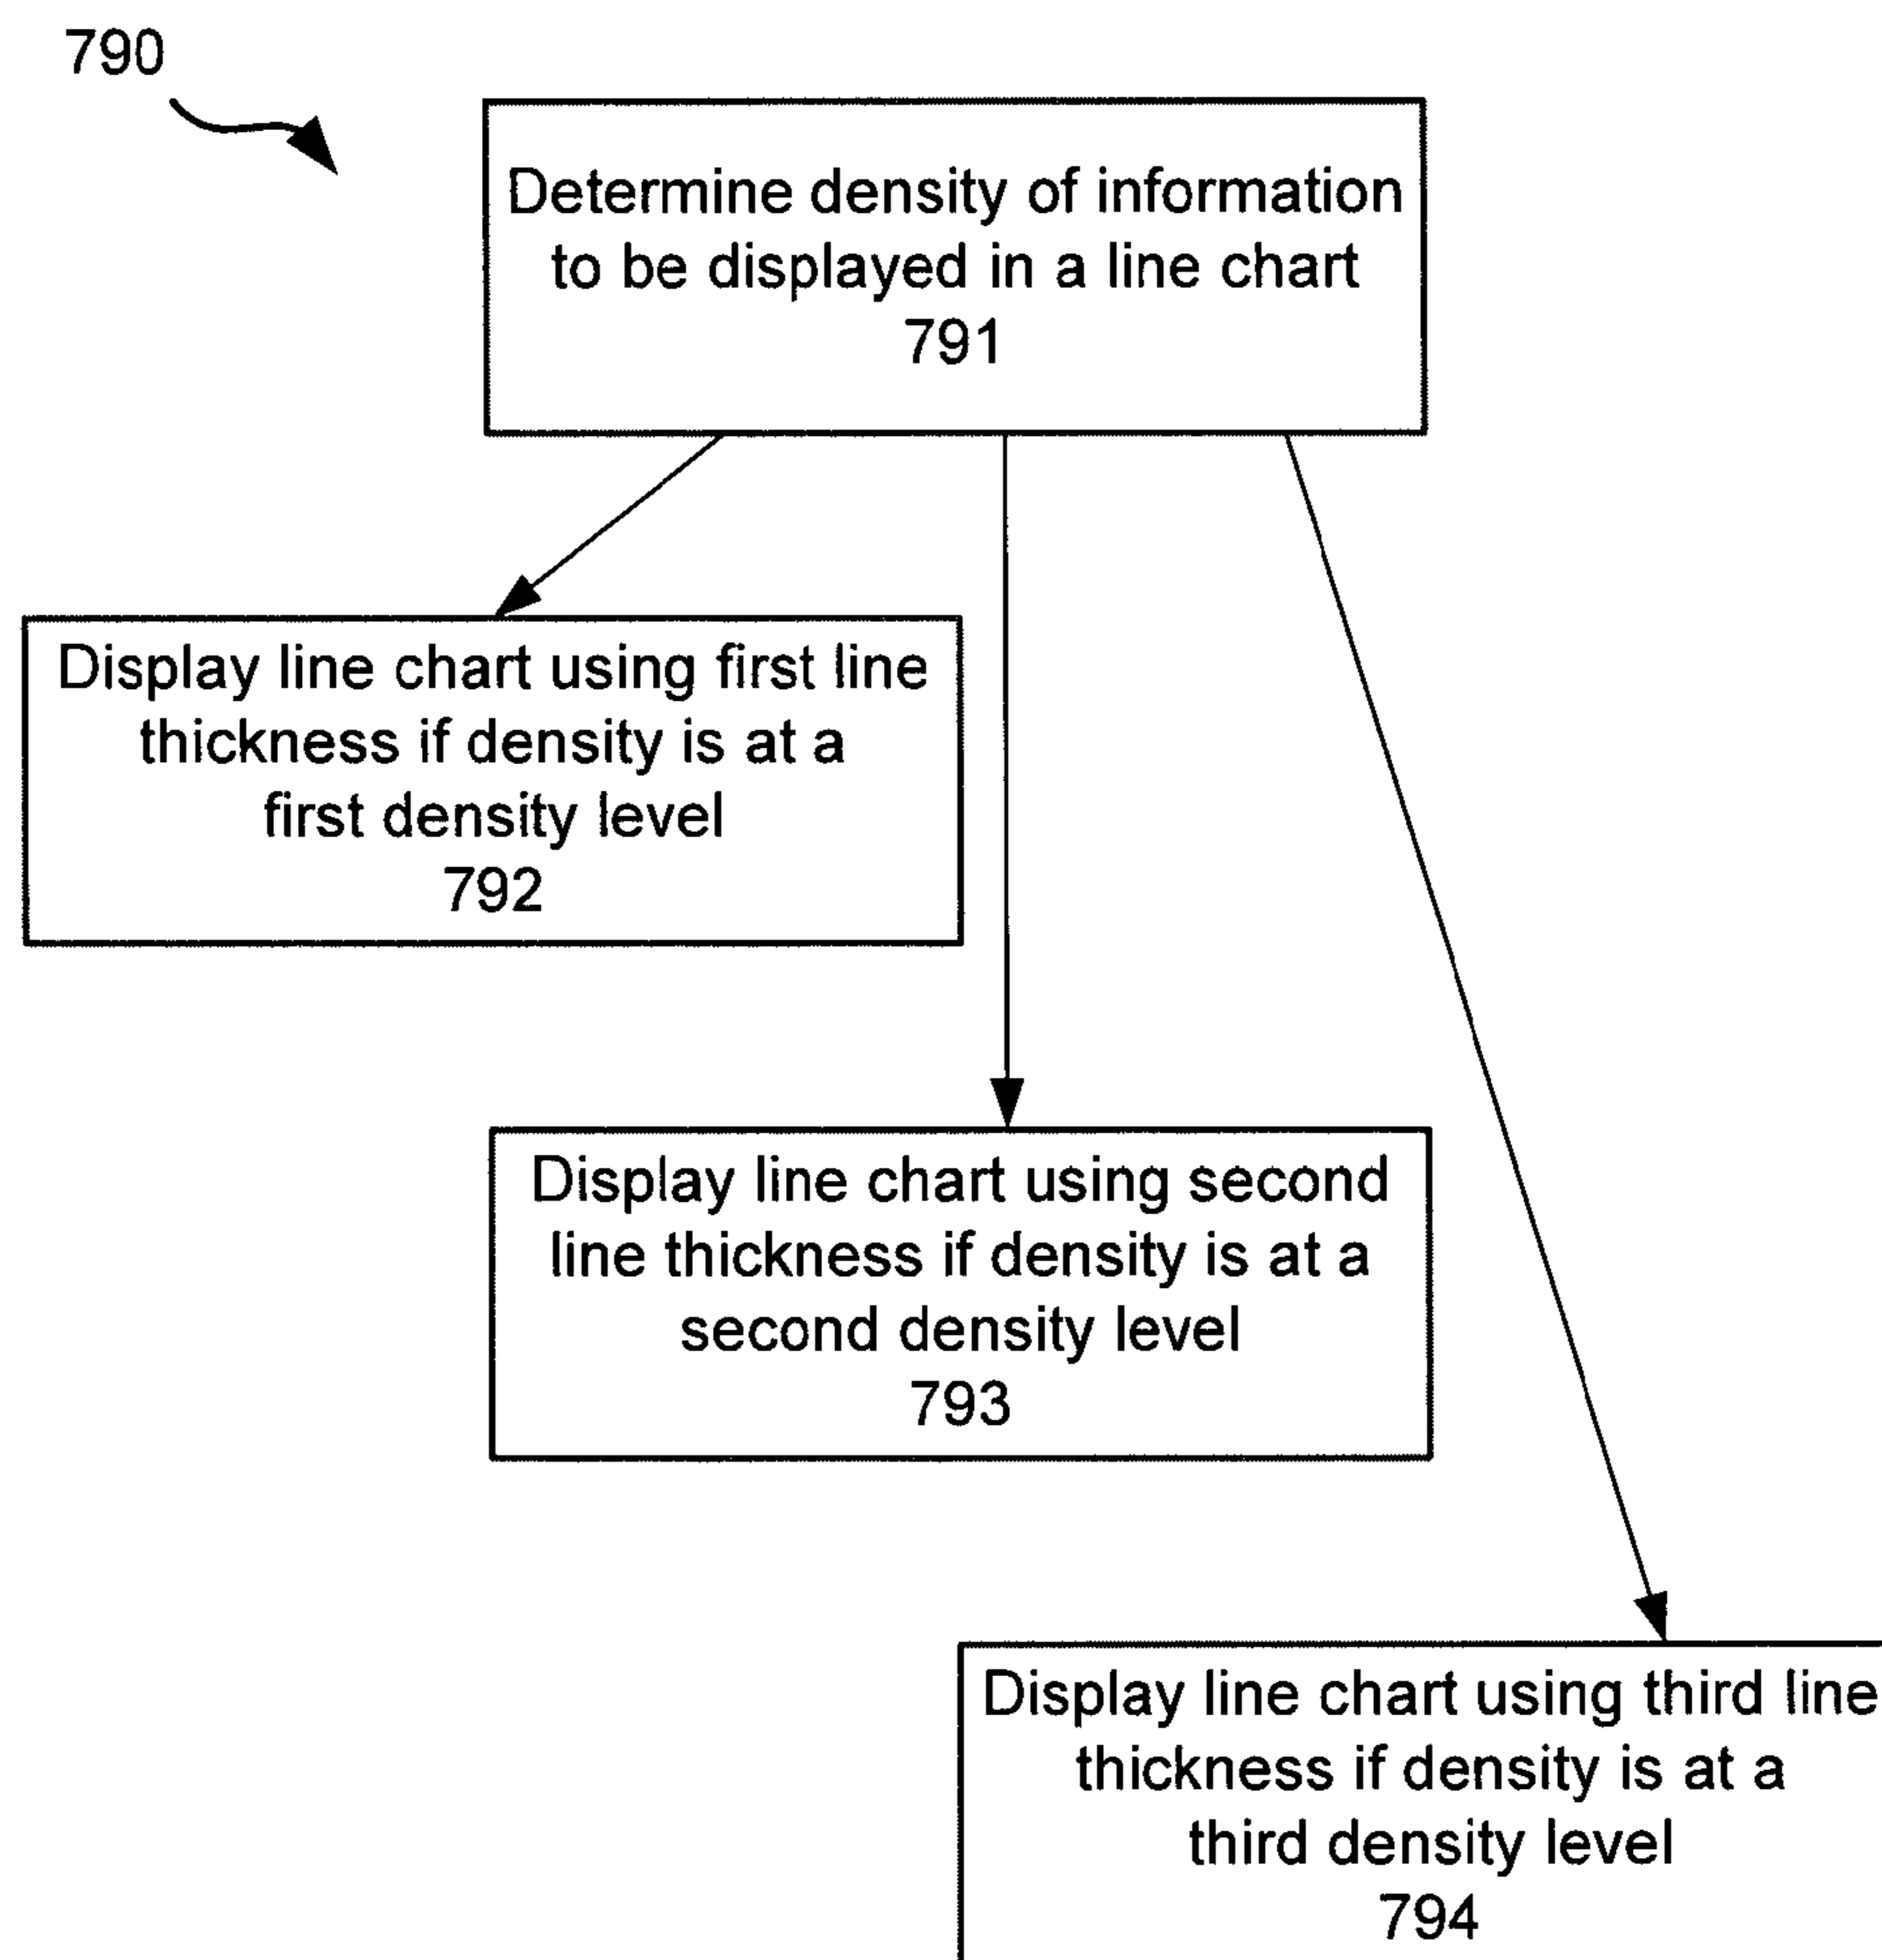 790
Determine density of information
to be displayed in a line chart
791
Display line chart using first line
thickness if density is at a
first density level
792
Display line chart using second
line thickness if density is at a
second density level
793
Display line chart using third line
thickness if density is at a
third density level
794